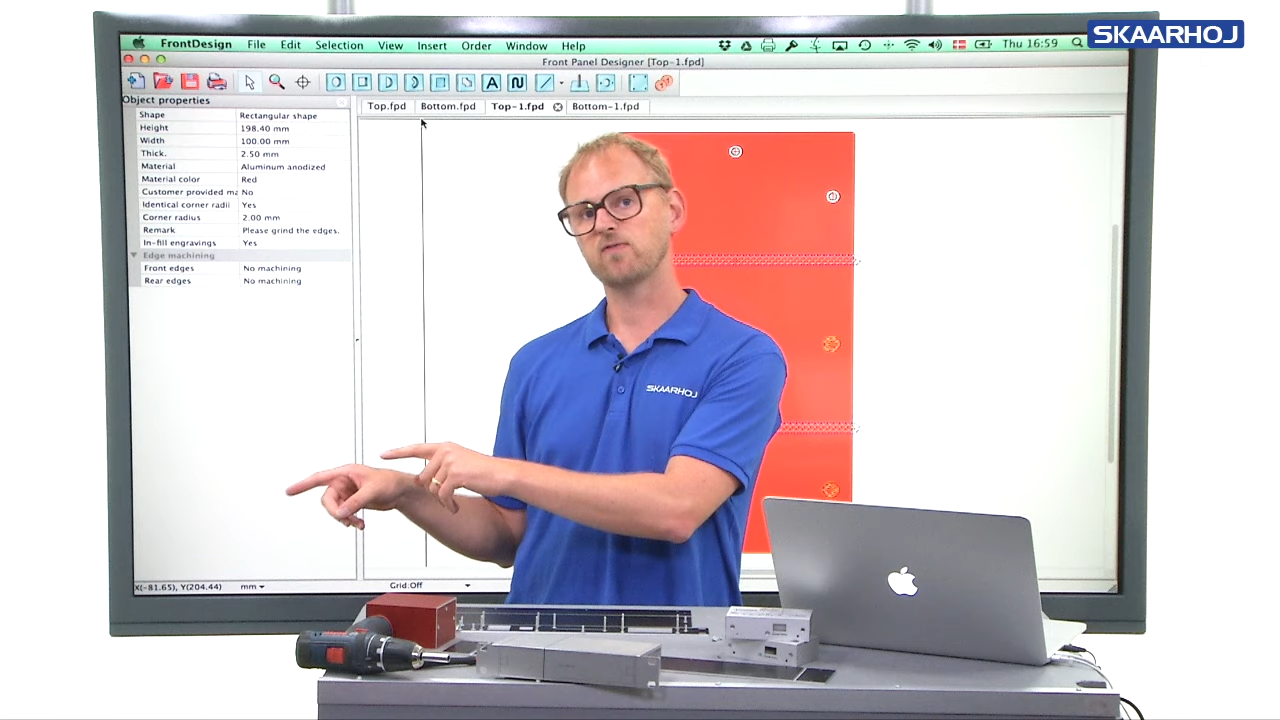 SKAARHOJ
FrontDesign File Edit Selection View Insert Order Window Help Thu 16:59
Front Panel Designer [Top-1.fpd]
Object properties
Top.fpd Bottom.fpd Top-1.fpd Bottom-1.fpd
Shape Rectangular shape
Height 198.40 mm
Width 100.00 mm
Thick. 2.50 mm
Material Aluminum anodized
Material color Red
Customer provided ma No
Identical corner radii Yes
Corner radius 2.00 mm
Remark Please grind the edges.
In-fill engravings Yes
Edge machining
Front edges No machining
Rear edges No machining
SKAARHOJ
X(-81.65), Y(204.44) mm Grid:Off